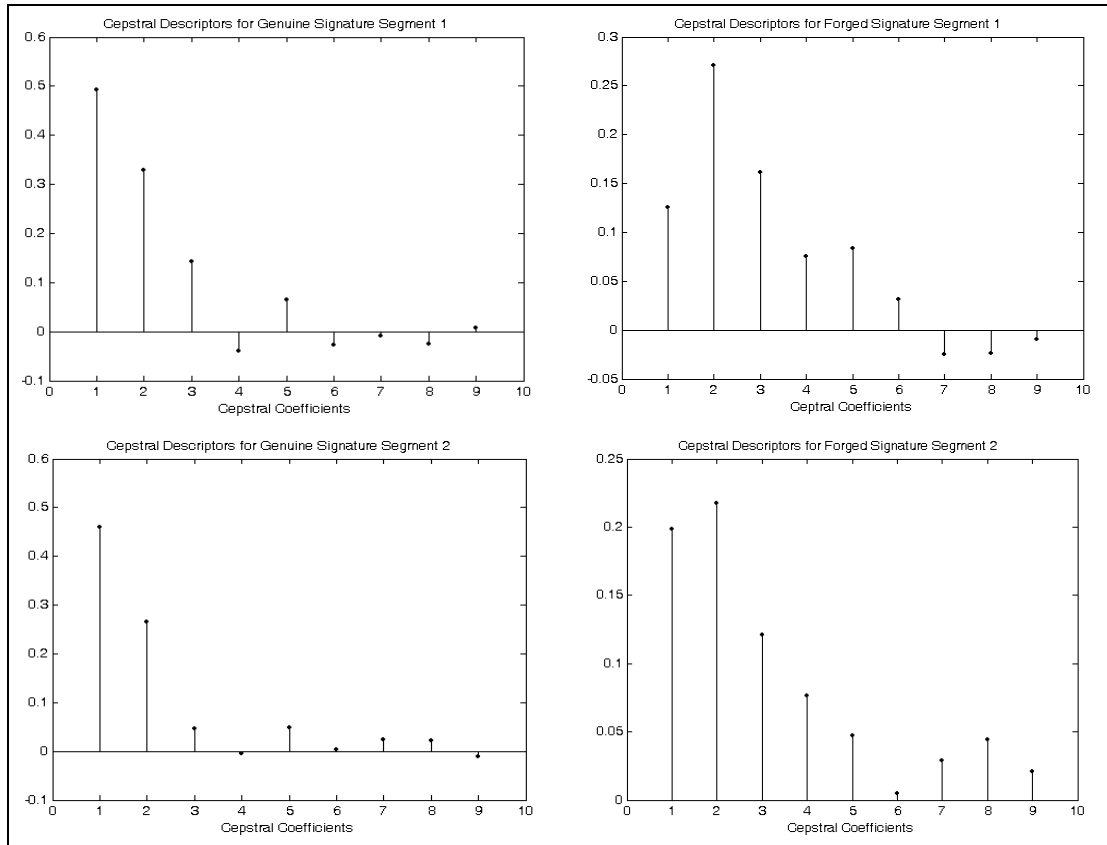 Cepstral Descriptors for Genuine Signature Segment 1
0.6
0.5
0.4
0.3
0.2
0.1
0
-0.1
0 1 2 3 4 5 6 7 8 9 10
Cepstral Coefficients
Cepstral Descriptors for Forged Signature Segment 1
0.3
0.25
0.2
0.15
0.1
0.05
0
-0.05
0 1 2 3 4 5 6 7 8 9 10
Ceptral Coefficients
Cepstral Descriptors for Genuine Signature Segment 2
0.6
0.5
0.4
0.3
0.2
0.1
0
-0.1
0 1 2 3 4 5 6 7 8 9 10
Cepstral Coefficients
Cepstral Descriptors for Forged Signature Segment 2
0.25
0.2
0.15
0.1
0.05
0
0 1 2 3 4 5 6 7 8 9 10
Cepstral Coefficients